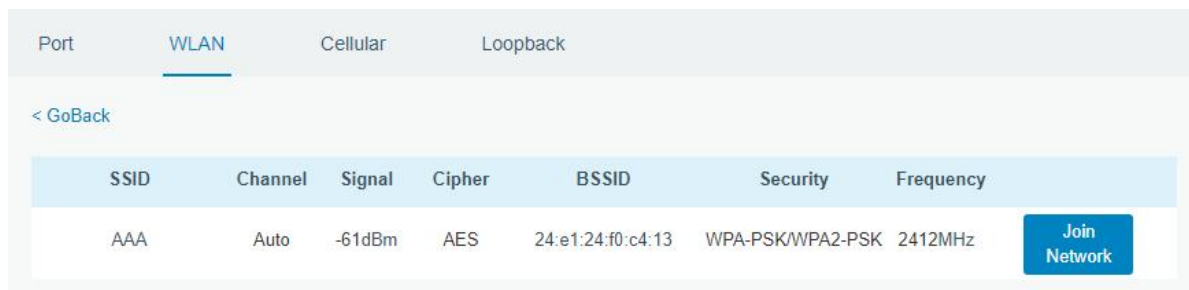 Port WLAN Cellular Loopback
< GoBack
SSID Channel Signal Cipher BSSID Security Frequency
AAA Auto -61dBm AES 24:e1:24:f0:c4:13 WPA-PSK/WPA2-PSK 2412MHz Join
Network